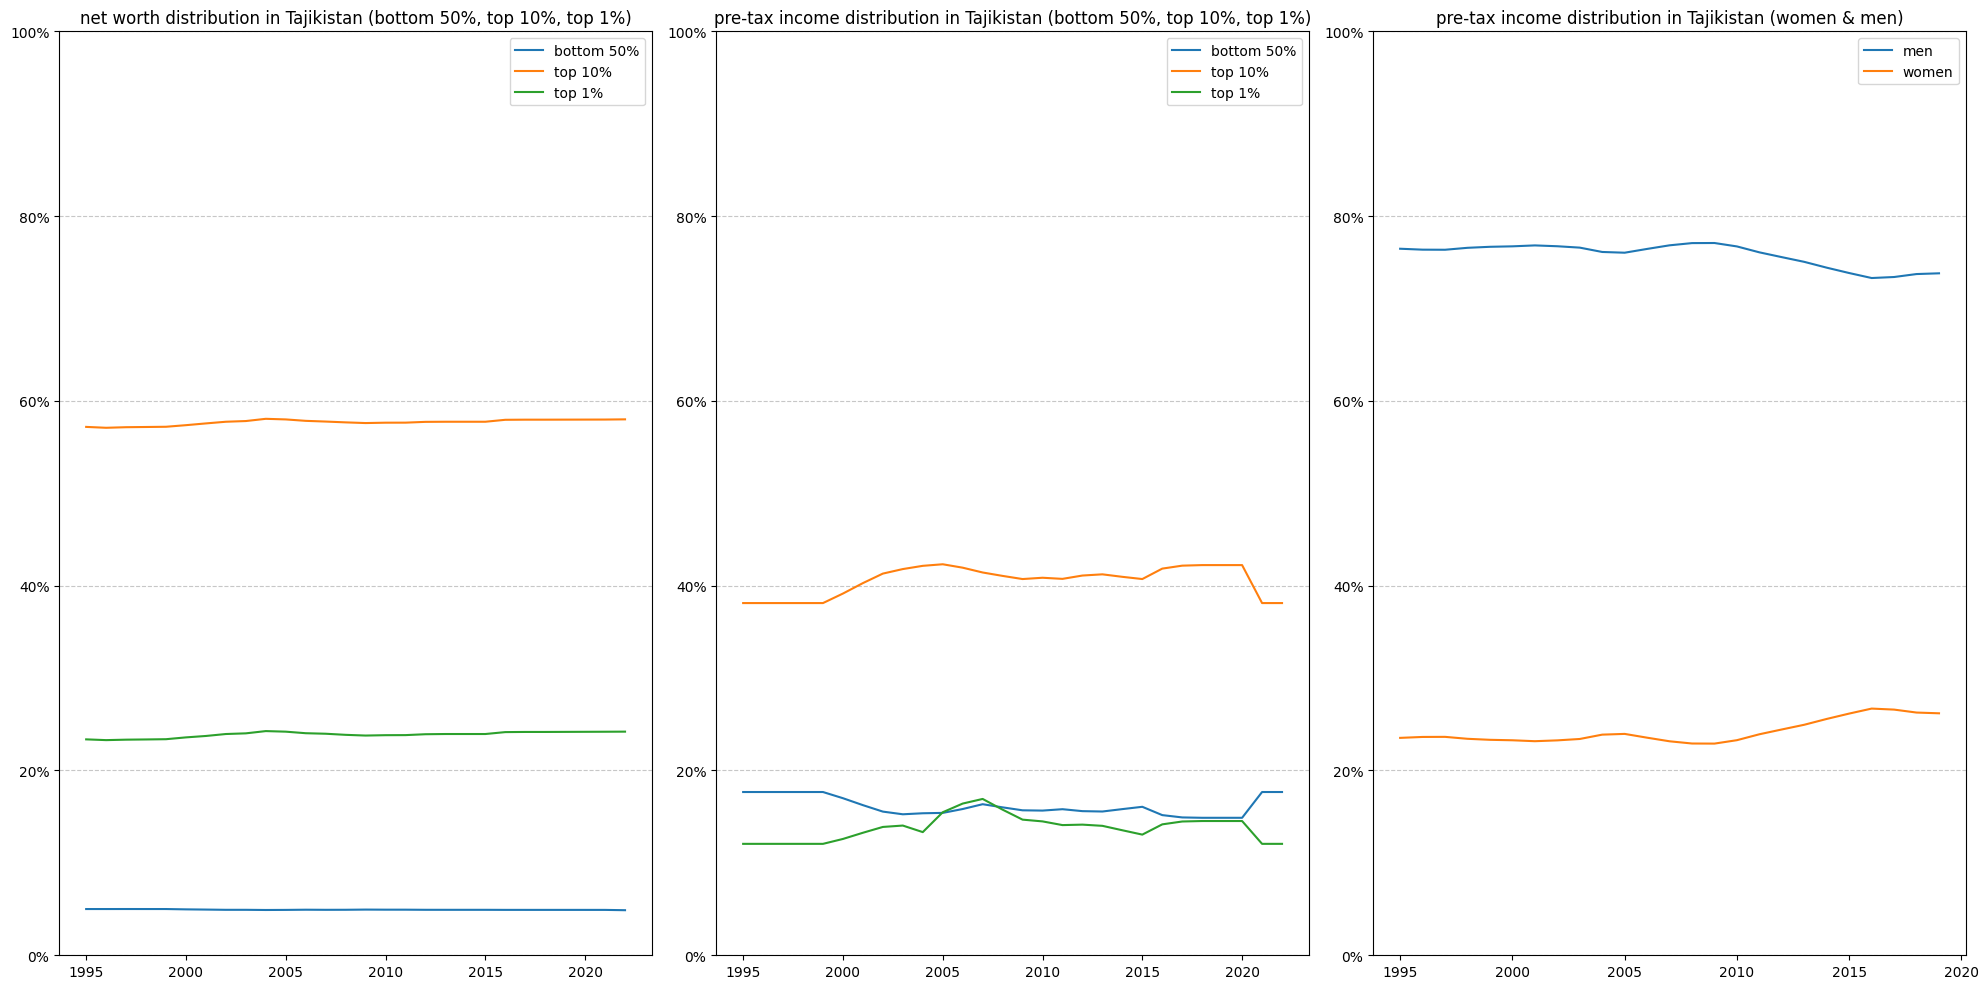 net worth distribution in Tajikistan (bottom 50%, top 10%, top 1%)
100%
80%
60%
40%
20%
0%
1995 2000 2005 2010 2015 2020
bottom 50%
top 10%
top 1%
pre-tax income distribution in Tajikistan (bottom 50%, top 10%, top 1%)
100%
80%
60%
40%
20%
0%
1995 2000 2005 2010 2015 2020
bottom 50%
top 10%
top 1%
pre-tax income distribution in Tajikistan (women & men)
100%
80%
60%
40%
20%
0%
1995 2000 2005 2010 2015 2020
men
women